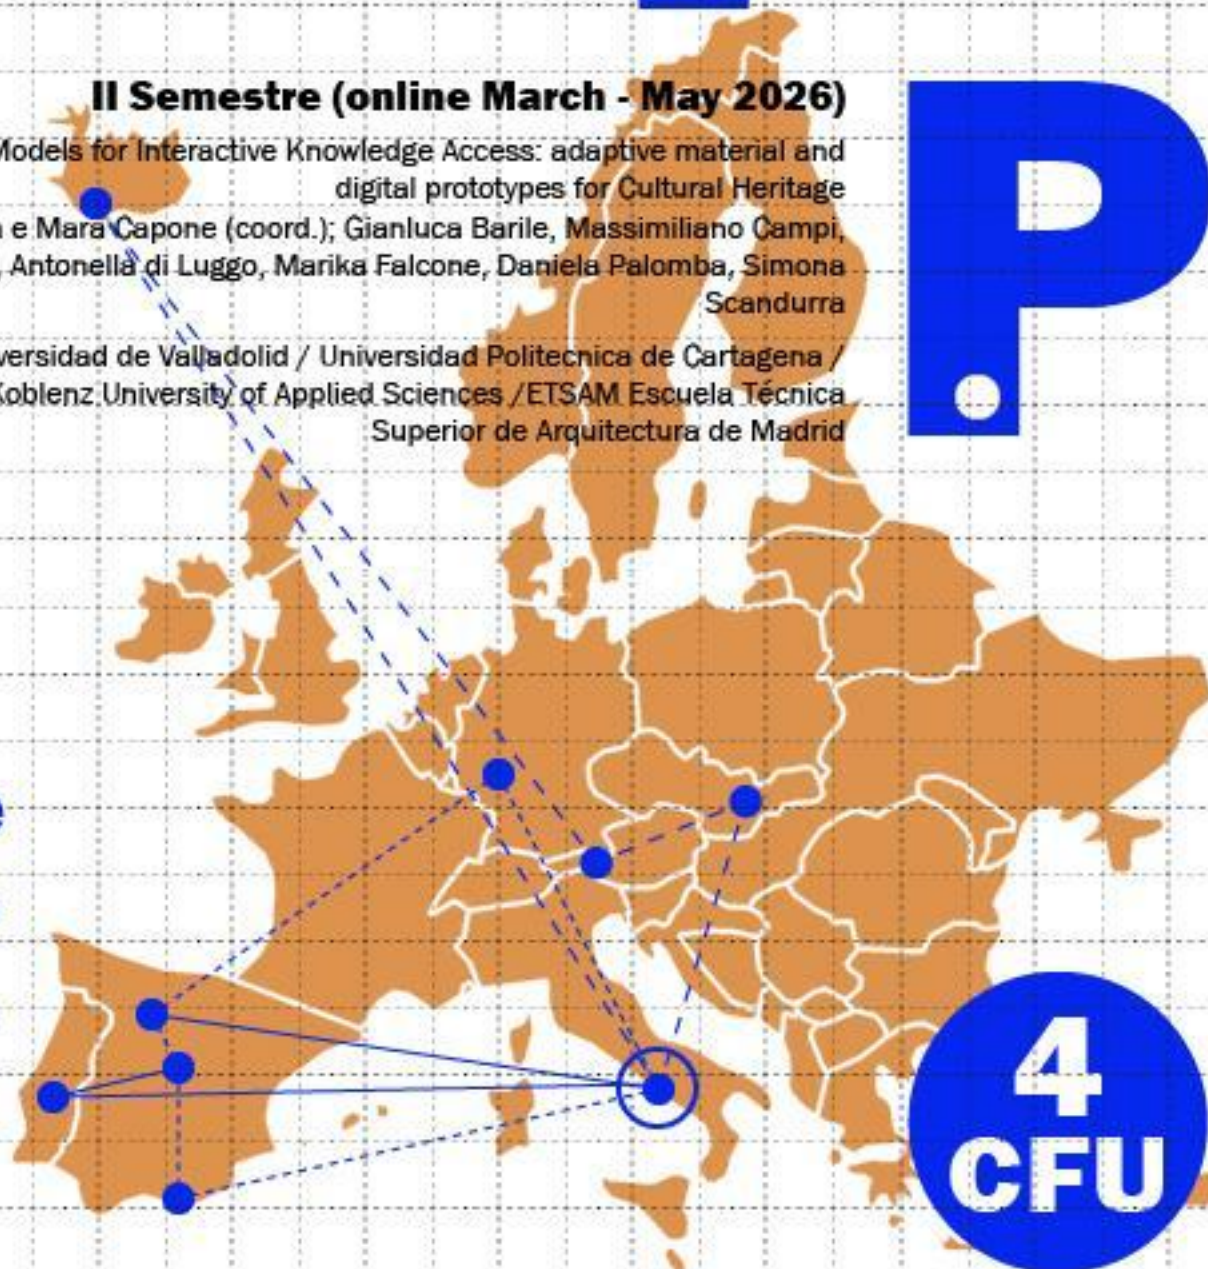 II Semestre (online March - May 2026)
Models for Interactive Knowledge Access: adaptive material and
digital prototypes for Cultural Heritage
e Mara Capone (coord.); Gianluca Barile, Massimiliano Campi,
, Antonella di Luggo, Marika Falcone, Daniela Palomba, Simona
Scandurra
versidad de Valladolid / Universidad Politecnica de Cartagena /
Koblenz University of Applied Sciences /ETSAM Escuela Técnica
Superior de Arquitectura de Madrid
P.
4
CFU